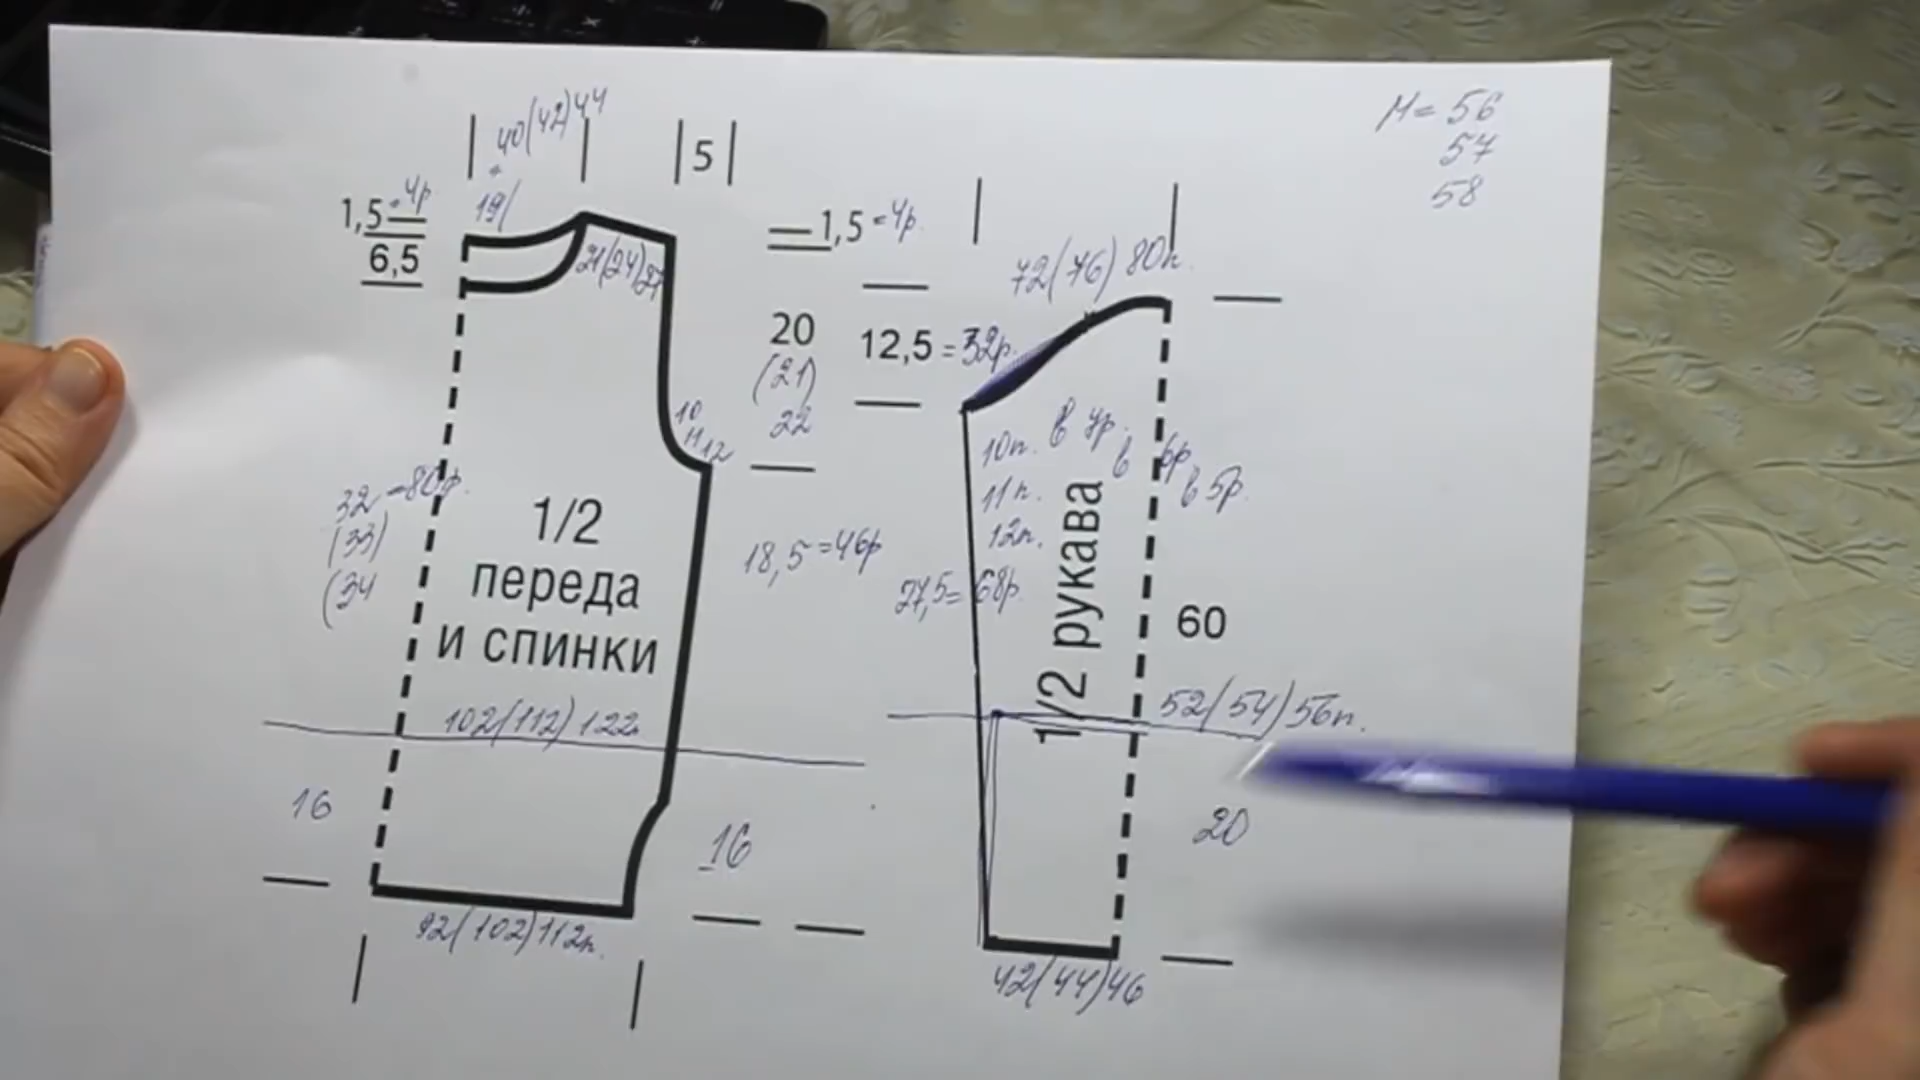 40(42)44
5
М= 56
57
58
1,5 = 4р
19
6,5
21(24)27
1,5 = 4р.
72(76) 80п.
20
(21)
22
12,5 = 32р.
10
11
12
10п. в 4р.
в 6р.
в 5р.
11п.
12п.
32 = 80р.
(33)
(34
1/2
переда
и спинки
18,5 = 46р
27,5 = 68р.
1/2 рукава
60
102(112) 122
52(54)56п.
16
16
20
92(102)112п.
42(44)46